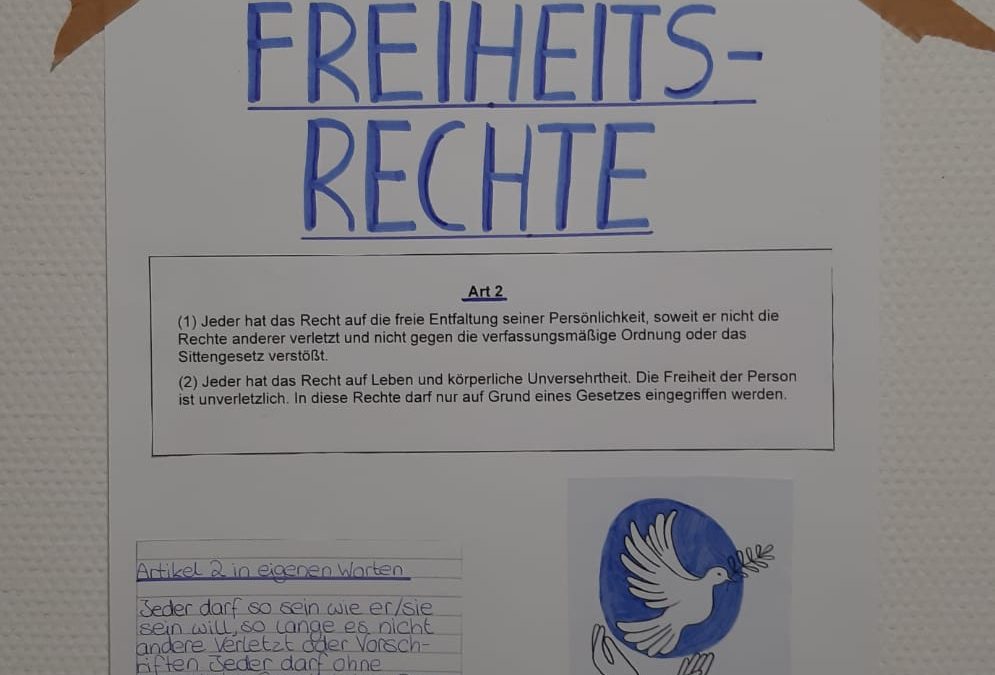 FREIHEITS-
RECHTE
Art 2
(1) Jeder hat das Recht auf die freie Entfaltung seiner Persönlichkeit, soweit er nicht die
Rechte anderer verletzt und nicht gegen die verfassungsmäßige Ordnung oder das
Sittengesetz verstößt.
(2) Jeder hat das Recht auf Leben und körperliche Unversehrtheit. Die Freiheit der Person
ist unverletzlich. In diese Rechte darf nur auf Grund eines Gesetzes eingegriffen werden.
Artikel 2 in eigenen Worten
Jeder darf so sein wie er/sie
sein will, so lange es nicht
andere Verletzt oder Vorsch-
riften. Jeder darf ohne